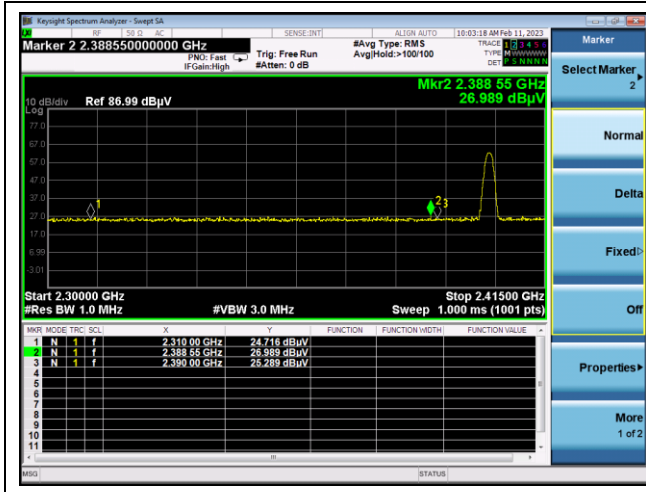 Keysight Spectrum Analyzer - Swept SA
RF 50 Ω AC SENSE:INT ALIGN AUTO 10:03:18 AM Feb 11, 2023
Marker 2 2.388550000000 GHz
PNO: Fast
IFGain:High
Trig: Free Run
#Atten: 0 dB
#Avg Type: RMS
Avg|Hold:>100/100
TRACE 1 2 3 4 5 6
TYPE M WWWWW
DET P S N N N N
Mkr2 2.388 55 GHz
26.989 dBµV
10 dB/div Ref 86.99 dBµV
Log
77.0
67.0
57.0
47.0
37.0
27.0
17.0
6.99
-3.01
1
2
3
Start 2.30000 GHz Stop 2.41500 GHz
#Res BW 1.0 MHz #VBW 3.0 MHz Sweep 1.000 ms (1001 pts)
MKR MODE TRC SCL X Y FUNCTION FUNCTION WIDTH FUNCTION VALUE
1 N 1 f 2.310 00 GHz 24.716 dBµV
2 N 1 f 2.388 55 GHz 26.989 dBµV
3 N 1 f 2.390 00 GHz 25.289 dBµV
4
5
6
7
8
9
10
11
MSG STATUS
Marker
Select Marker
2
Normal
Delta
Fixed
Off
Properties
More
1 of 2